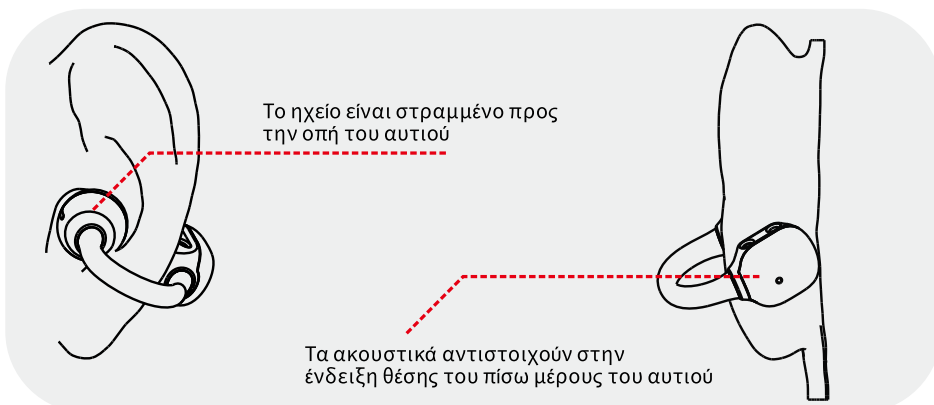 Το ηχείο είναι στραμμένο προς
την οπή του αυτιού
Τα ακουστικά αντιστοιχούν στην
ένδειξη θέσης του πίσω μέρους του αυτιού